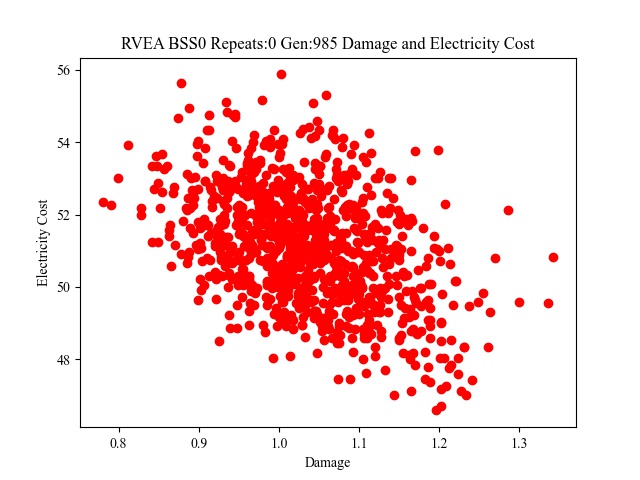 RVEA BSS0 Repeats:0 Gen:985 Damage and Electricity Cost
56
54
52
50
48
Electricity Cost
0.8 0.9 1.0 1.1 1.2 1.3
Damage